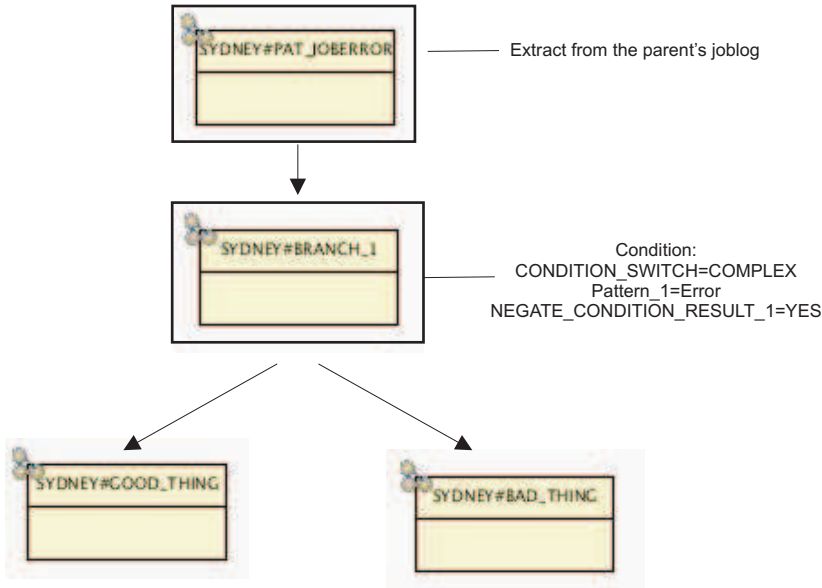 SYDNEY#PAT_JOBERROR
Extract from the parent's joblog
SYDNEY#BRANCH_1
Condition:
CONDITION_SWITCH=COMPLEX
Pattern_1=Error
NEGATE_CONDITION_RESULT_1=YES
SYDNEY#GOOD_THING
SYDNEY#BAD_THING